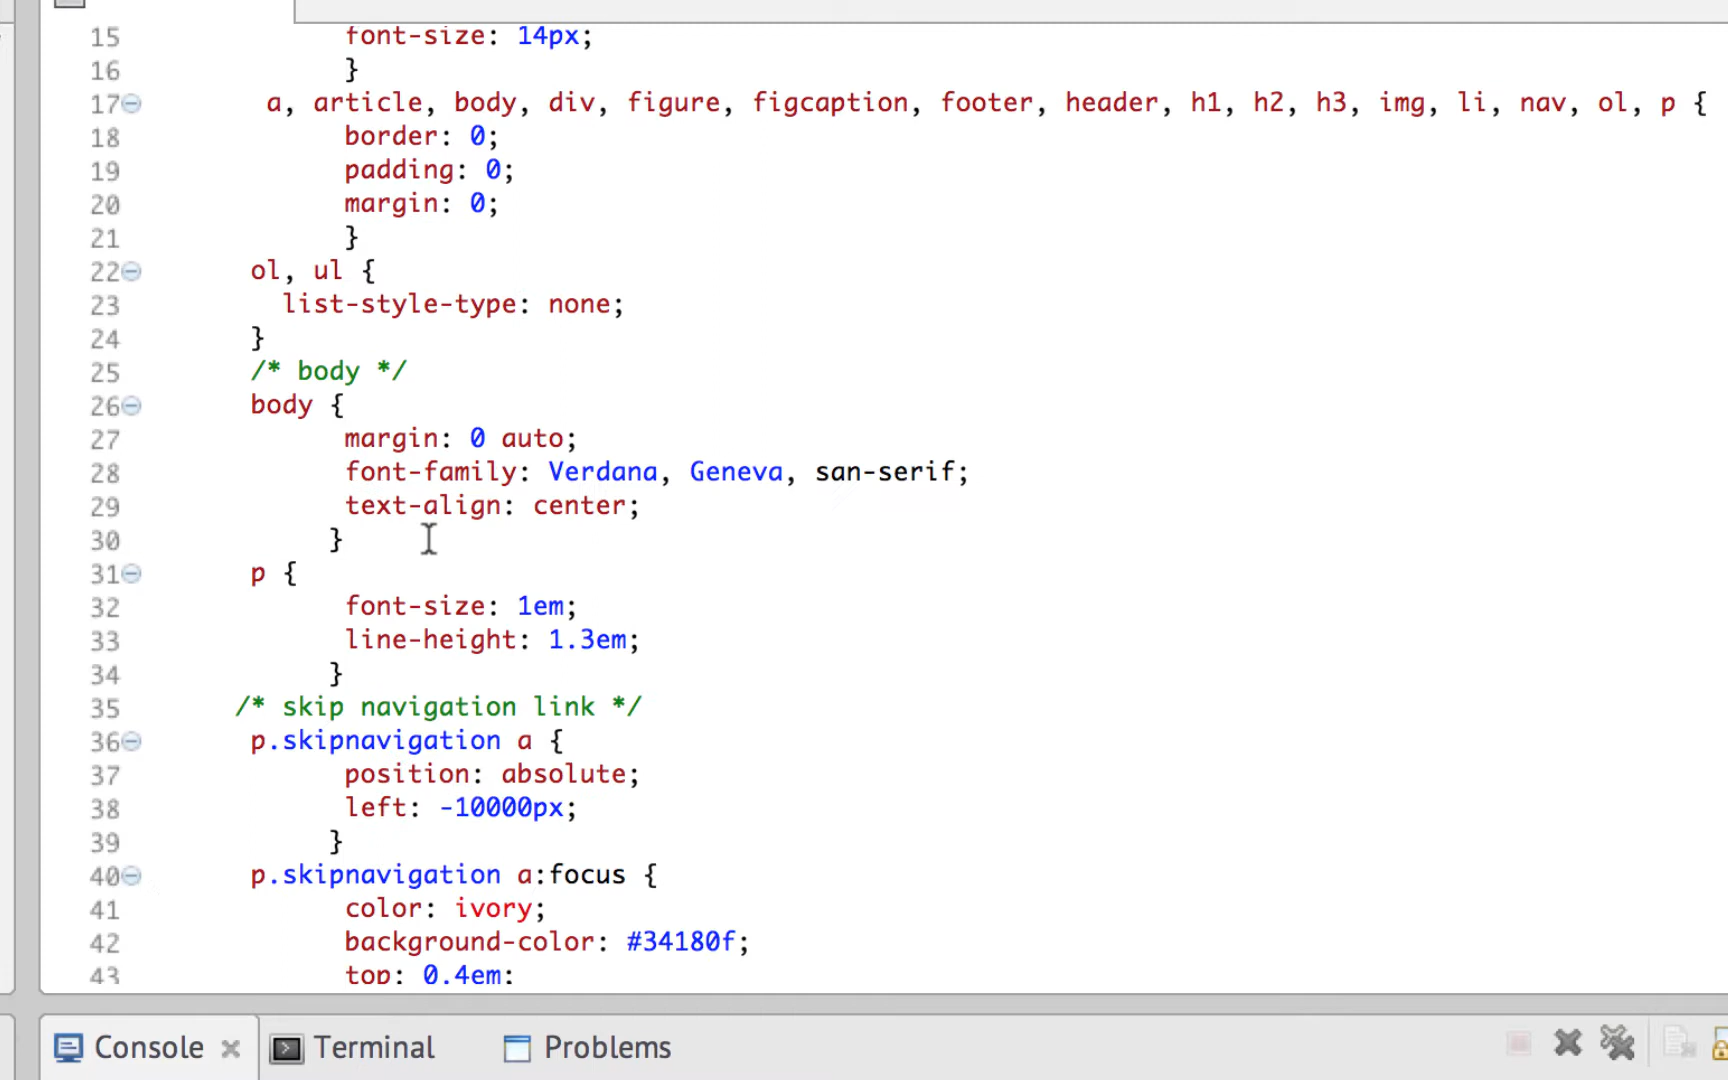 15 font-size: 14px;
16 }
17 a, article, body, div, figure, figcaption, footer, header, h1, h2, h3, img, li, nav, ol, p {
18 border: 0;
19 padding: 0;
20 margin: 0;
21 }
22 ol, ul {
23 list-style-type: none;
24 }
25 /* body */
26 body {
27 margin: 0 auto;
28 font-family: Verdana, Geneva, san-serif;
29 text-align: center;
30 }
31 p {
32 font-size: 1em;
33 line-height: 1.3em;
34 }
35 /* skip navigation link */
36 p.skipnavigation a {
37 position: absolute;
38 left: -10000px;
39 }
40 p.skipnavigation a:focus {
41 color: ivory;
42 background-color: #34180f;
43 top: 0.4em;
Console Terminal Problems